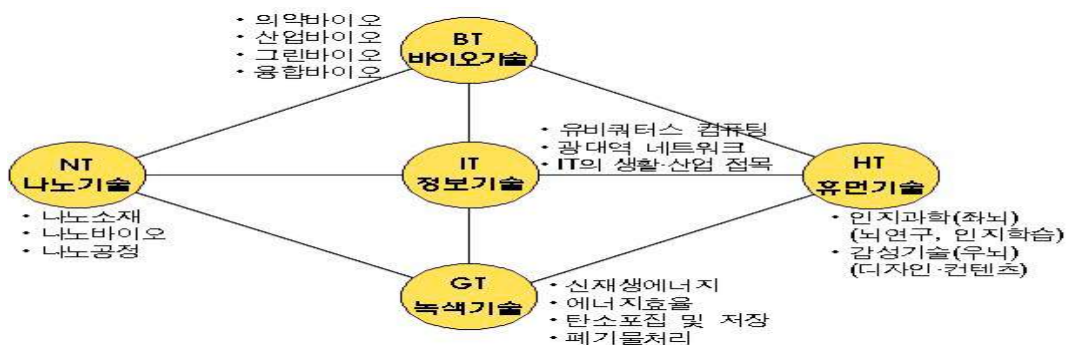 • 의약바이오
• 산업바이오
• 그린바이오
• 융합바이오
BT
바이오기술
NT
나노기술
• 나노소재
• 나노바이오
• 나노공정
IT
정보기술
• 유비쿼터스 컴퓨팅
• 광대역 네트워크
• IT의 생활·산업 접목
HT
휴먼기술
• 인지과학(좌뇌)
(뇌연구, 인지학습)
• 감성기술(우뇌)
(디자인·컨텐츠)
GT
녹색기술
• 신재생에너지
• 에너지효율
• 탄소포집 및 저장
• 폐기물처리